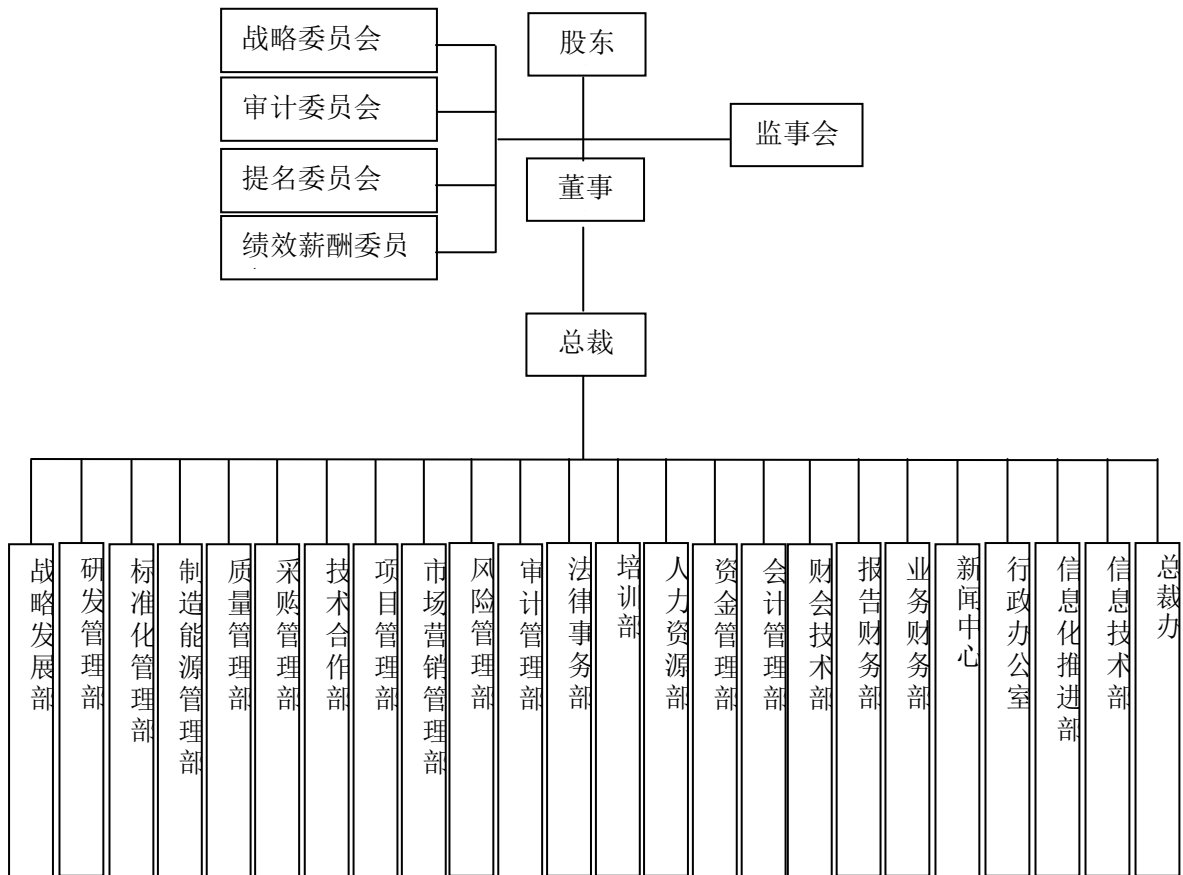 战略委员会
股东
审计委员会
监事会
提名委员会
董事
绩效薪酬委员
总裁
战略发展部
研发管理部
标准化管理部
制造能源管理部
质量管理部
采购管理部
技术合作部
项目管理部
市场营销管理部
风险管理部
审计管理部
法律事务部
培训部
人力资源部
资金管理部
会计管理部
财会技术部
报告财务部
业务财务部
新闻中心
行政办公室
信息化推进部
信息技术部
总裁办